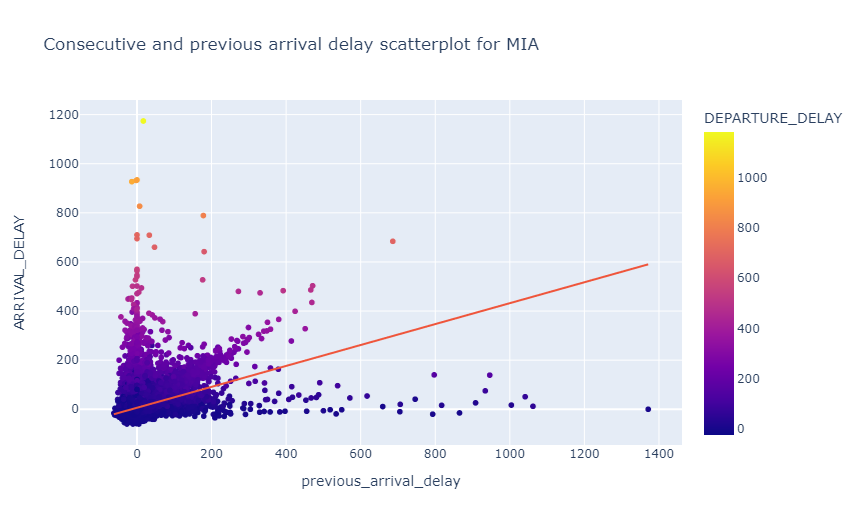 Consecutive and previous arrival delay scatterplot for MIA
DEPARTURE_DELAY
1000
800
600
400
200
0
ARRIVAL_DELAY
1200
1000
800
600
400
200
0
0 200 400 600 800 1000 1200 1400
previous_arrival_delay